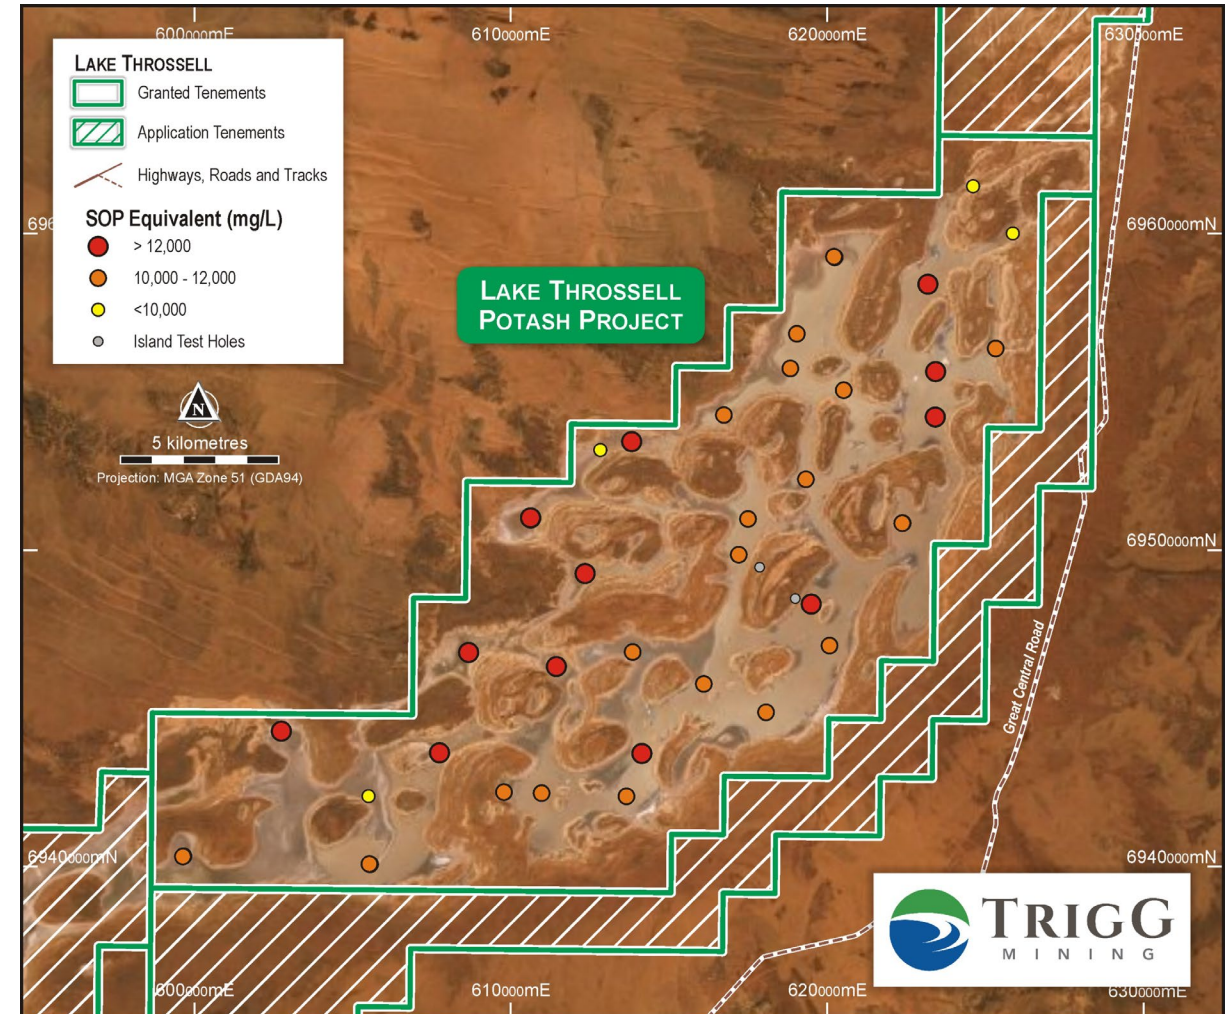 600000mE
610000mE
620000mE
630000mE
LAKE THROSSELL
Granted Tenements
Application Tenements
Highways, Roads and Tracks
SOP Equivalent (mg/L)
> 12,000
10,000 - 12,000
<10,000
Island Test Holes
696
6960000mN
LAKE THROSSELL
POTASH PROJECT
N
5 kilometres
Projection: MGA Zone 51 (GDA94)
6950000mN
Great Central Road
6940000mN
6940000mN
TRIGG
MINING
600000mE
610000mE
620000mE
630000mE